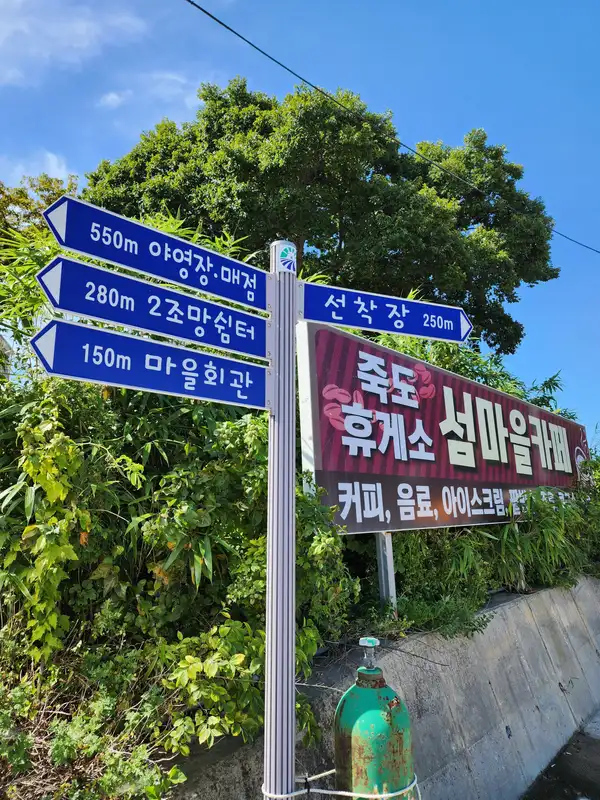 550m 야영장·매점
280m 2조망쉼터
150m 마을회관
선착장 250m
죽도
휴게소
섬마을카페
커피, 음료, 아이스크림,